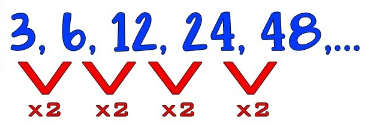 3, 6, 12, 24, 48,...
x2 x2 x2 x2